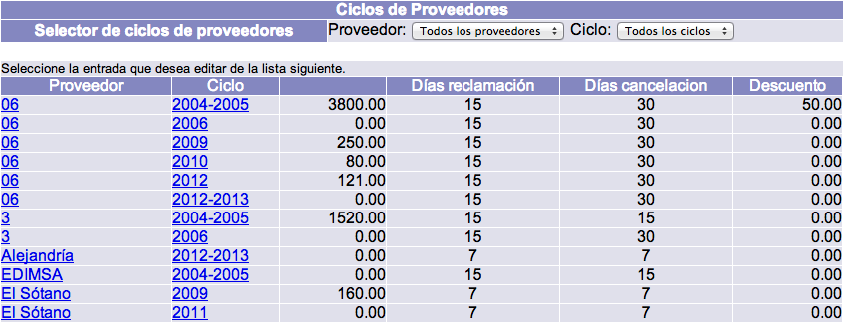 Ciclos de Proveedores
Selector de ciclos de proveedores Proveedor: Todos los proveedores Ciclo: Todos los ciclos
Seleccione la entrada que desea editar de la lista siguiente.
Proveedor Ciclo Días reclamación Días cancelacion Descuento
06 2004-2005 3800.00 15 30 50.00
06 2006 0.00 15 30 0.00
06 2009 250.00 15 30 0.00
06 2010 80.00 15 30 0.00
06 2012 121.00 15 30 0.00
06 2012-2013 0.00 15 30 0.00
3 2004-2005 1520.00 15 15 0.00
3 2006 0.00 15 30 0.00
Alejandría 2012-2013 0.00 7 7 0.00
EDIMSA 2004-2005 0.00 15 15 0.00
El Sótano 2009 160.00 7 7 0.00
El Sótano 2011 0.00 7 7 0.00